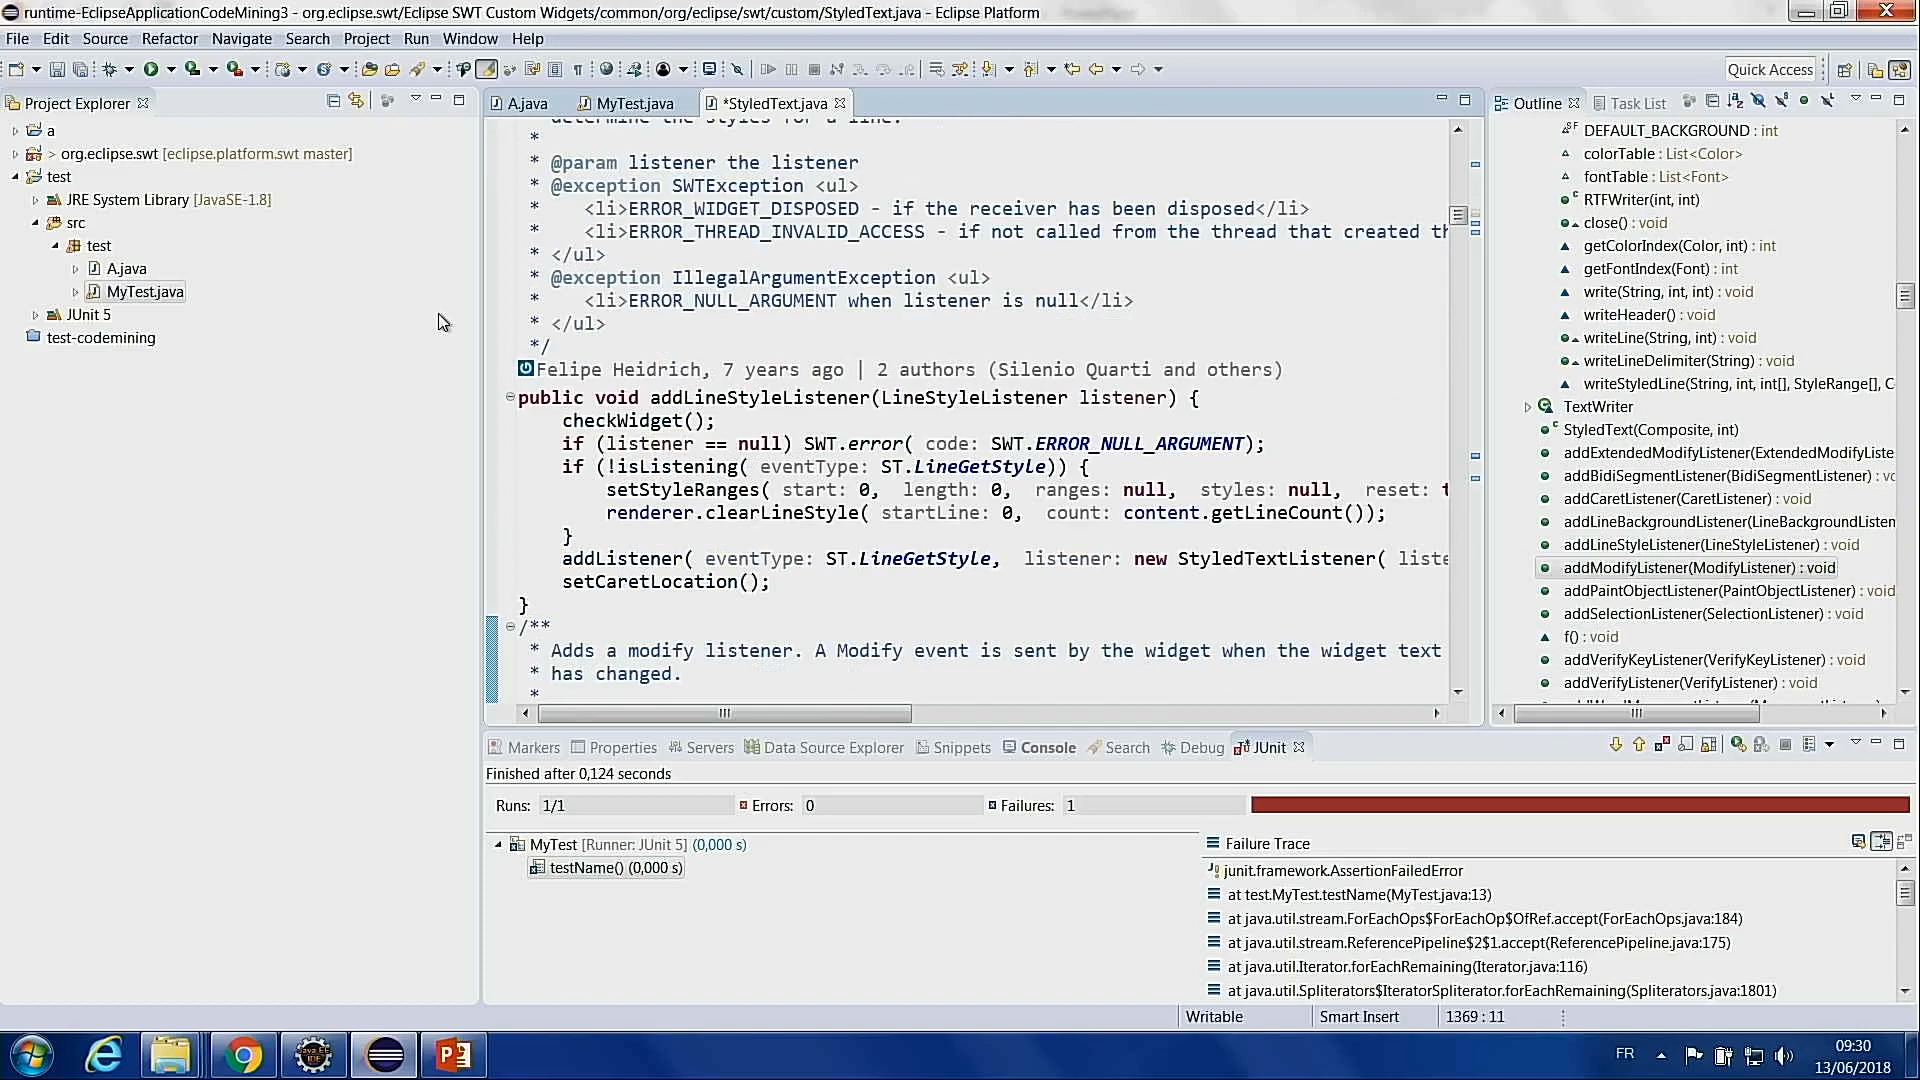 runtime-EclipseApplicationCodeMining3 - org.eclipse.swt/Eclipse SWT Custom Widgets/common/org/eclipse/swt/custom/StyledText.java - Eclipse Platform
File Edit Source Refactor Navigate Search Project Run Window Help
Quick Access
Project Explorer
a
> org.eclipse.swt [eclipse.platform.swt master]
test
JRE System Library [JavaSE-1.8]
src
test
A.java
MyTest.java
JUnit 5
test-codemining
A.java MyTest.java *StyledText.java
determine the styles for a line.
*
* @param listener the listener
* @exception SWTException <ul>
* <li>ERROR_WIDGET_DISPOSED - if the receiver has been disposed</li>
* <li>ERROR_THREAD_INVALID_ACCESS - if not called from the thread that created th
* </ul>
* @exception IllegalArgumentException <ul>
* <li>ERROR_NULL_ARGUMENT when listener is null</li>
* </ul>
*/
Felipe Heidrich, 7 years ago | 2 authors (Silenio Quarti and others)
public void addLineStyleListener(LineStyleListener listener) {
checkWidget();
if (listener == null) SWT.error( code: SWT.ERROR_NULL_ARGUMENT);
if (!isListening( eventType: ST.LineGetStyle)) {
setStyleRanges( start: 0, length: 0, ranges: null, styles: null, reset: t
renderer.clearLineStyle( startLine: 0, count: content.getLineCount());
}
addListener( eventType: ST.LineGetStyle, listener: new StyledTextListener( liste
setCaretLocation();
}
/**
* Adds a modify listener. A Modify event is sent by the widget when the widget text
* has changed.
*
Outline Task List
DEFAULT_BACKGROUND : int
colorTable : List<Color>
fontTable : List<Font>
RTFWriter(int, int)
close() : void
getColorIndex(Color, int) : int
getFontIndex(Font) : int
write(String, int, int) : void
writeHeader() : void
writeLine(String, int) : void
writeLineDelimiter(String) : void
writeStyledLine(String, int, int[], StyleRange[], C
TextWriter
StyledText(Composite, int)
addExtendedModifyListener(ExtendedModifyListe
addBidiSegmentListener(BidiSegmentListener) : vo
addCaretListener(CaretListener) : void
addLineBackgroundListener(LineBackgroundListen
addLineStyleListener(LineStyleListener) : void
addModifyListener(ModifyListener) : void
addPaintObjectListener(PaintObjectListener) : void
addSelectionListener(SelectionListener) : void
f() : void
addVerifyKeyListener(VerifyKeyListener) : void
addVerifyListener(VerifyListener) : void
Markers Properties Servers Data Source Explorer Snippets Console Search Debug JUnit
Finished after 0,124 seconds
Runs: 1/1 Errors: 0 Failures: 1
MyTest [Runner: JUnit 5] (0,000 s)
testName() (0,000 s)
Failure Trace
junit.framework.AssertionFailedError
at test.MyTest.testName(MyTest.java:13)
at java.util.stream.ForEachOps$ForEachOp$OfRef.accept(ForEachOps.java:184)
at java.util.stream.ReferencePipeline$2$1.accept(ReferencePipeline.java:175)
at java.util.Iterator.forEachRemaining(Iterator.java:116)
at java.util.Spliterators$IteratorSpliterator.forEachRemaining(Spliterators.java:1801)
Writable Smart Insert 1369 : 11
FR
09:30
13/06/2018